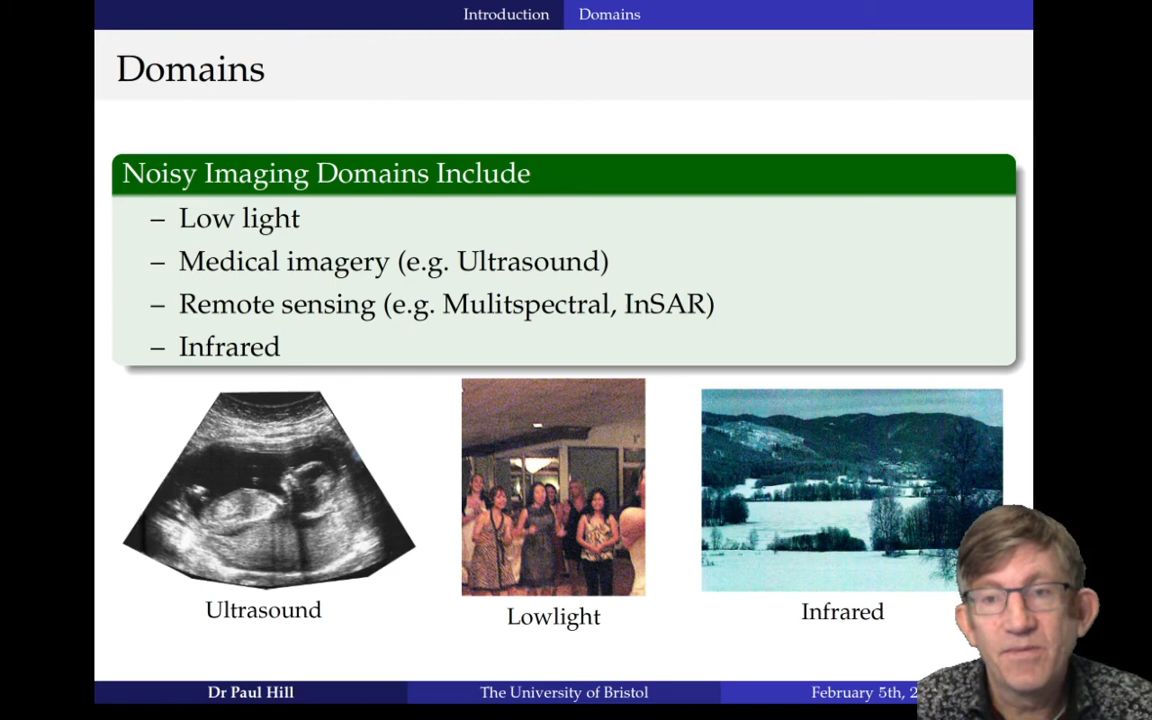 Introduction Domains
Domains
Noisy Imaging Domains Include
– Low light
– Medical imagery (e.g. Ultrasound)
– Remote sensing (e.g. Mulitspectral, InSAR)
– Infrared
Ultrasound Lowlight Infrared
Dr Paul Hill The University of Bristol February 5th, 2